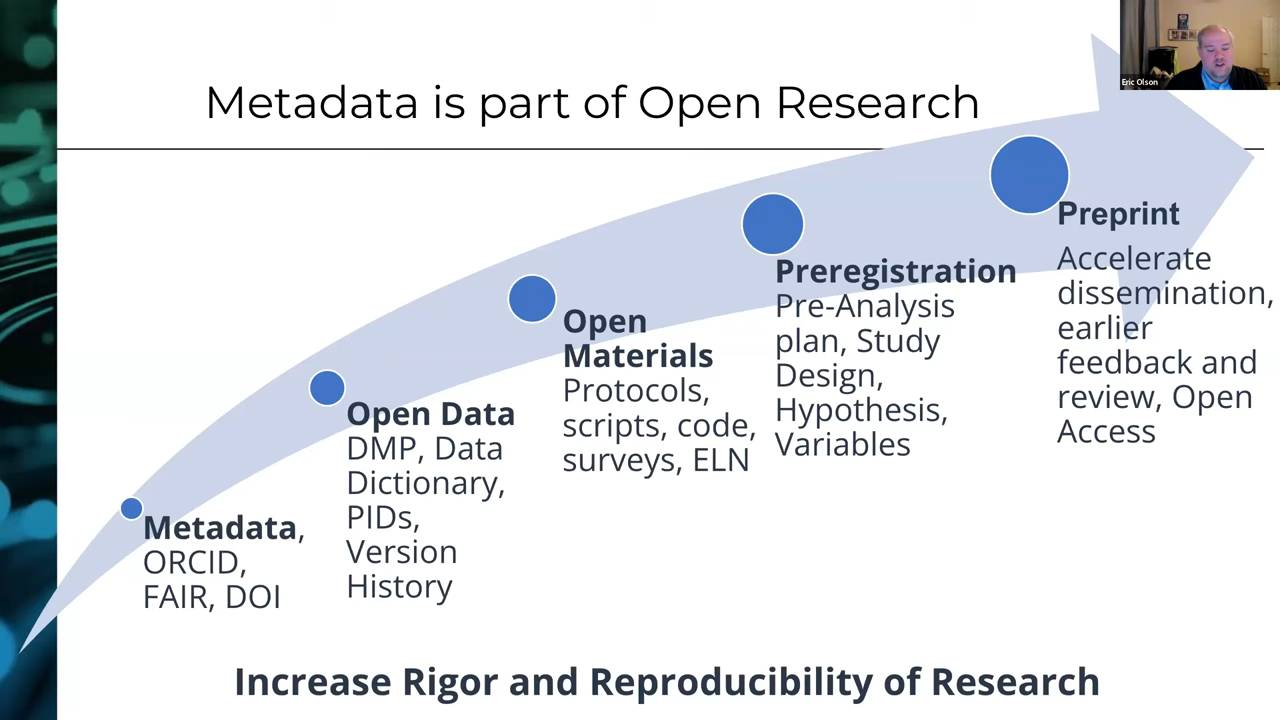 Metadata is part of Open Research
Eric Olson
Metadata,
ORCID,
FAIR, DOI
Open Data
DMP, Data
Dictionary,
PIDs,
Version
History
Open
Materials
Protocols,
scripts, code,
surveys, ELN
Preregistration
Pre-Analysis
plan, Study
Design,
Hypothesis,
Variables
Preprint
Accelerate
dissemination,
earlier
feedback and
review, Open
Access
Increase Rigor and Reproducibility of Research